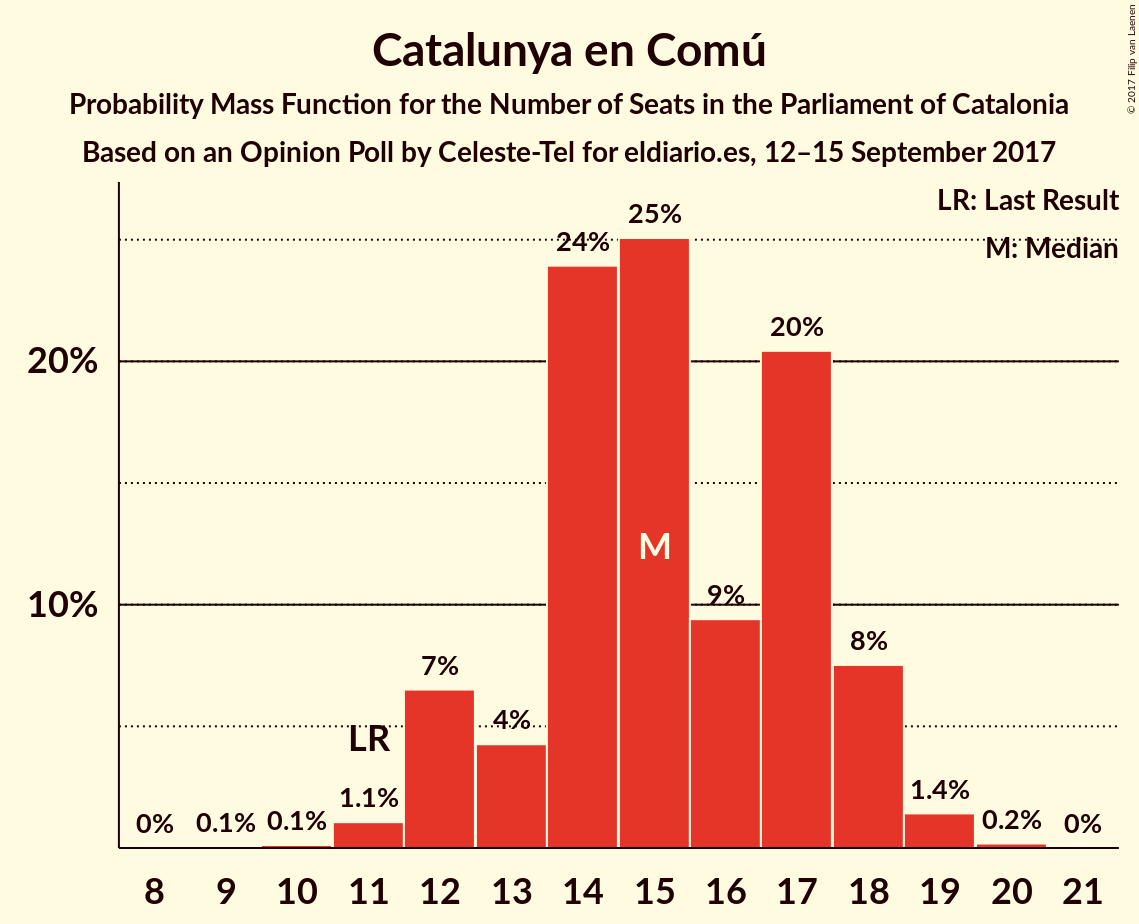 Catalunya en Comú
Probability Mass Function for the Number of Seats in the Parliament of Catalonia
Based on an Opinion Poll by Celeste-Tel for eldiario.es, 12–15 September 2017
© 2017 Filip van Laenen
LR: Last Result
M: Median
20%
10%
0%
0.1%
0.1%
1.1%
LR
7%
4%
24%
25%
M
9%
20%
8%
1.4%
0.2%
0%
8 9 10 11 12 13 14 15 16 17 18 19 20 21